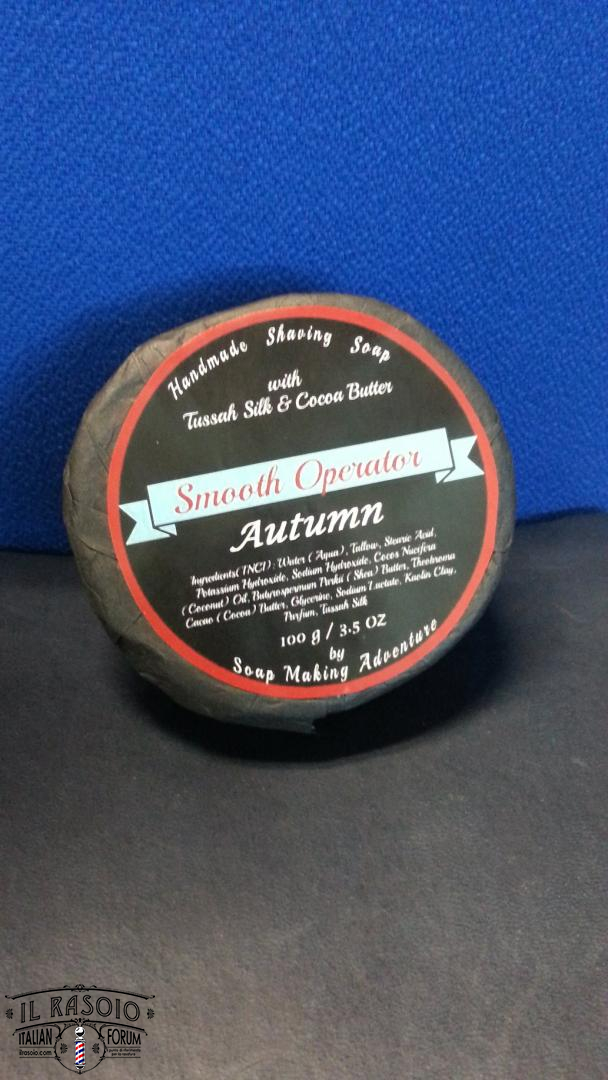 Handmade Shaving Soap
with
Tussah Silk & Cocoa Butter
Smooth Operator
Autumn
Ingredients(INCI): Water (Aqua), Tallow, Stearic Acid,
Potassium Hydroxide, Sodium Hydroxide, Cocos Nucifera
(Coconut) Oil, Butyrospermum Parkii (Shea) Butter, Theobroma
Cacao (Cocoa) Butter, Glycerine, Sodium Lactate, Kaolin Clay,
Parfum, Tussah Silk
100 g / 3.5 OZ
by
Soap Making Adventure
IL RASOIO
ITALIAN FORUM
ilrasoio.com